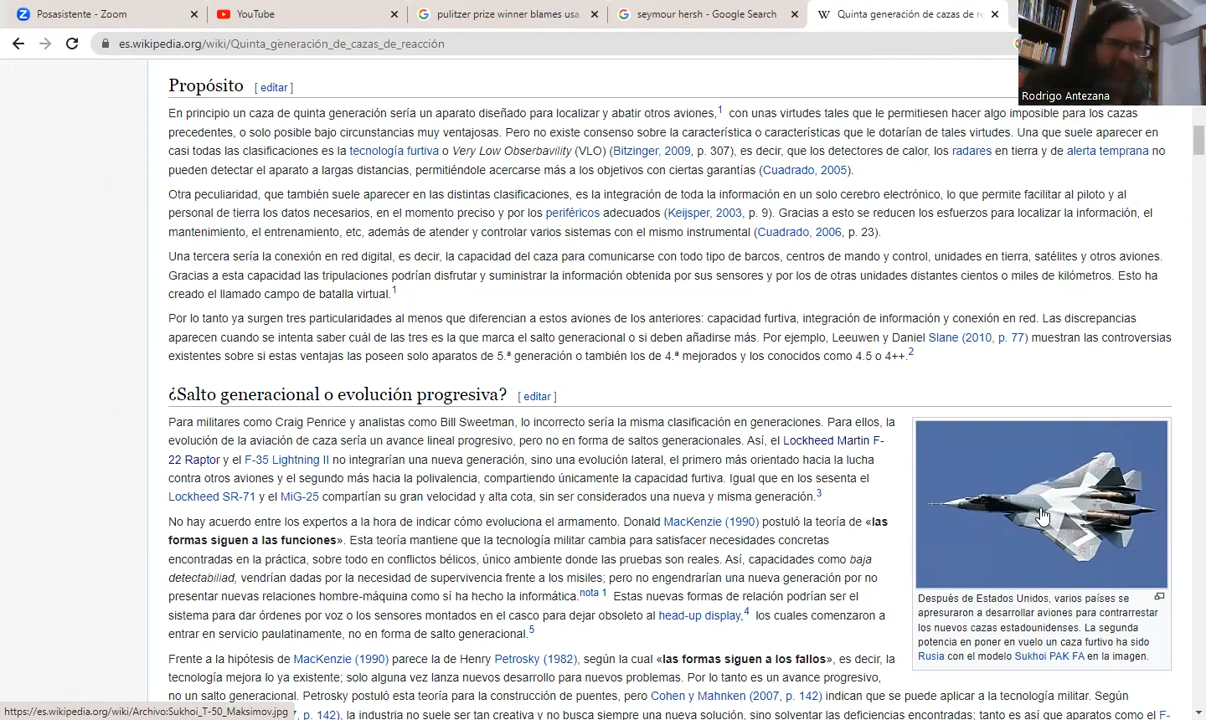 Posasistente - Zoom
YouTube
pulitzer prize winner blames usa
seymour hersh - Google Search
Quinta generación de cazas de re
es.wikipedia.org/wiki/Quinta_generación_de_cazas_de_reacción
Rodrigo Antezana
Propósito [ editar ]
En principio un caza de quinta generación sería un aparato diseñado para localizar y abatir otros aviones,1 con unas virtudes tales que le permitiesen hacer algo imposible para los cazas
precedentes, o solo posible bajo circunstancias muy ventajosas. Pero no existe consenso sobre la característica o características que le dotarían de tales virtudes. Una que suele aparecer en
casi todas las clasificaciones es la tecnología furtiva o Very Low Obserbavility (VLO) (Bitzinger, 2009, p. 307), es decir, que los detectores de calor, los radares en tierra y de alerta temprana no
pueden detectar el aparato a largas distancias, permitiéndole acercarse más a los objetivos con ciertas garantías (Cuadrado, 2005).
Otra peculiaridad, que también suele aparecer en las distintas clasificaciones, es la integración de toda la información en un solo cerebro electrónico, lo que permite facilitar al piloto y al
personal de tierra los datos necesarios, en el momento preciso y por los periféricos adecuados (Keijsper, 2003, p. 9). Gracias a esto se reducen los esfuerzos para localizar la información, el
mantenimiento, el entrenamiento, etc, además de atender y controlar varios sistemas con el mismo instrumental (Cuadrado, 2006, p. 23).
Una tercera sería la conexión en red digital, es decir, la capacidad del caza para comunicarse con todo tipo de barcos, centros de mando y control, unidades en tierra, satélites y otros aviones.
Gracias a esta capacidad las tripulaciones podrían disfrutar y suministrar la información obtenida por sus sensores y por los de otras unidades distantes cientos o miles de kilómetros. Esto ha
creado el llamado campo de batalla virtual.1
Por lo tanto ya surgen tres particularidades al menos que diferencian a estos aviones de los anteriores: capacidad furtiva, integración de información y conexión en red. Las discrepancias
aparecen cuando se intenta saber cuál de las tres es la que marca el salto generacional o si deben añadirse más. Por ejemplo, Leeuwen y Daniel Slane (2010, p. 77) muestran las controversias
existentes sobre si estas ventajas las poseen solo aparatos de 5.ª generación o también los de 4.ª mejorados y los conocidos como 4.5 o 4++.2
¿Salto generacional o evolución progresiva? [ editar ]
Para militares como Craig Penrice y analistas como Bill Sweetman, lo incorrecto sería la misma clasificación en generaciones. Para ellos, la
evolución de la aviación de caza sería un avance lineal progresivo, pero no en forma de saltos generacionales. Así, el Lockheed Martin F-
22 Raptor y el F-35 Lightning II no integrarían una nueva generación, sino una evolución lateral, el primero más orientado hacia la lucha
contra otros aviones y el segundo más hacia la polivalencia, compartiendo únicamente la capacidad furtiva. Igual que en los sesenta el
Lockheed SR-71 y el MiG-25 compartían su gran velocidad y alta cota, sin ser considerados una nueva y misma generación.3
No hay acuerdo entre los expertos a la hora de indicar cómo evoluciona el armamento. Donald MacKenzie (1990) postuló la teoría de «las
formas siguen a las funciones». Esta teoría mantiene que la tecnología militar cambia para satisfacer necesidades concretas
encontradas en la práctica, sobre todo en conflictos bélicos, único ambiente donde las pruebas son reales. Así, capacidades como baja
detectabiliad, vendrían dadas por la necesidad de supervivencia frente a los misiles; pero no engendrarían una nueva generación por no
presentar nuevas relaciones hombre-máquina como sí ha hecho la informática.nota 1 Estas nuevas formas de relación podrían ser el
sistema para dar órdenes por voz o los sensores montados en el casco para dejar obsoleto al head-up display,4 los cuales comenzaron a
entrar en servicio paulatinamente, no en forma de salto generacional.5
Frente a la hipótesis de MacKenzie (1990) parece la de Henry Petrosky (1982), según la cual «las formas siguen a los fallos», es decir, la
tecnología mejora lo ya existente; solo alguna vez lanza nuevos desarrollo para nuevos problemas. Por lo tanto es un avance progresivo,
no un salto generacional. Petrosky postuló esta teoría para la construcción de puentes, pero Cohen y Mahnken (2007, p. 142) indican que se puede aplicar a la tecnología militar. Según
p. 142), la industria no suele ser tan creativa y no busca siempre una nueva solución, sino solventar las deficiencias encontradas; tanto es así que aparatos como el F-
Después de Estados Unidos, varios países se
apresuraron a desarrollar aviones para contrarrestar
los nuevos cazas estadounidenses. La segunda
potencia en poner en vuelo un caza furtivo ha sido
Rusia con el modelo Sukhoi PAK FA en la imagen.
https://es.wikipedia.org/wiki/Archivo:Sukhoi_T-50_Maksimov.jpg